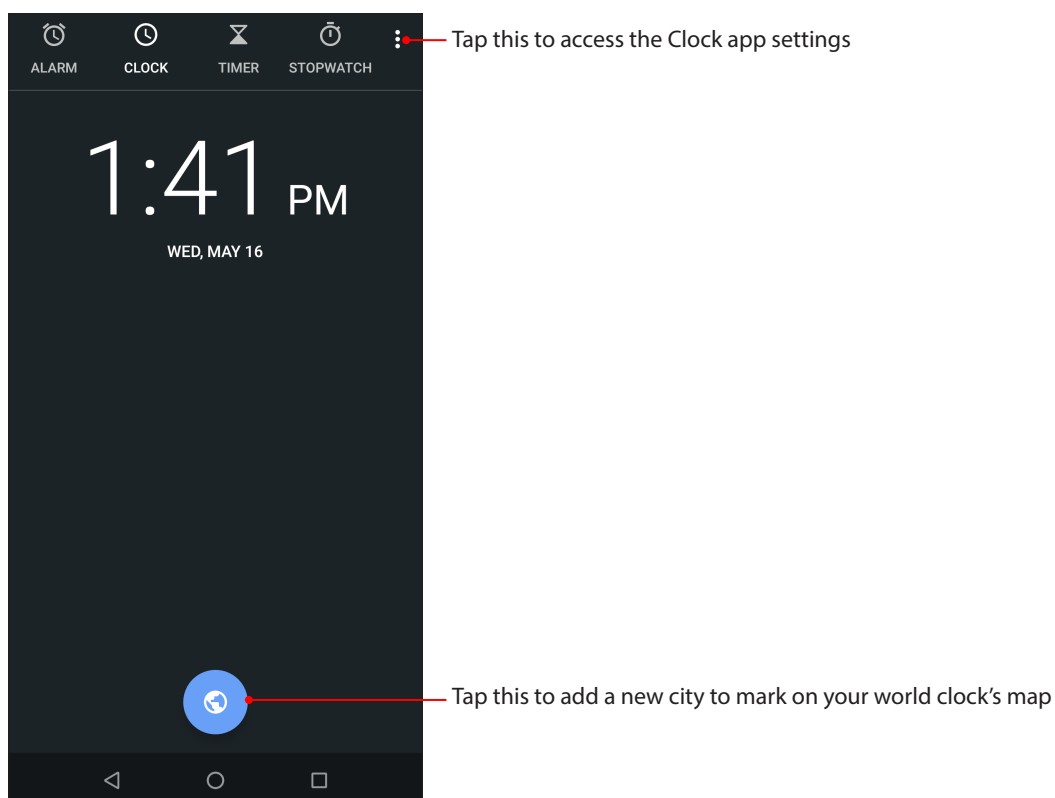 Tap this to access the Clock app settings
ALARM CLOCK TIMER STOPWATCH
1:41 PM
WED, MAY 16
Tap this to add a new city to mark on your world clock’s map